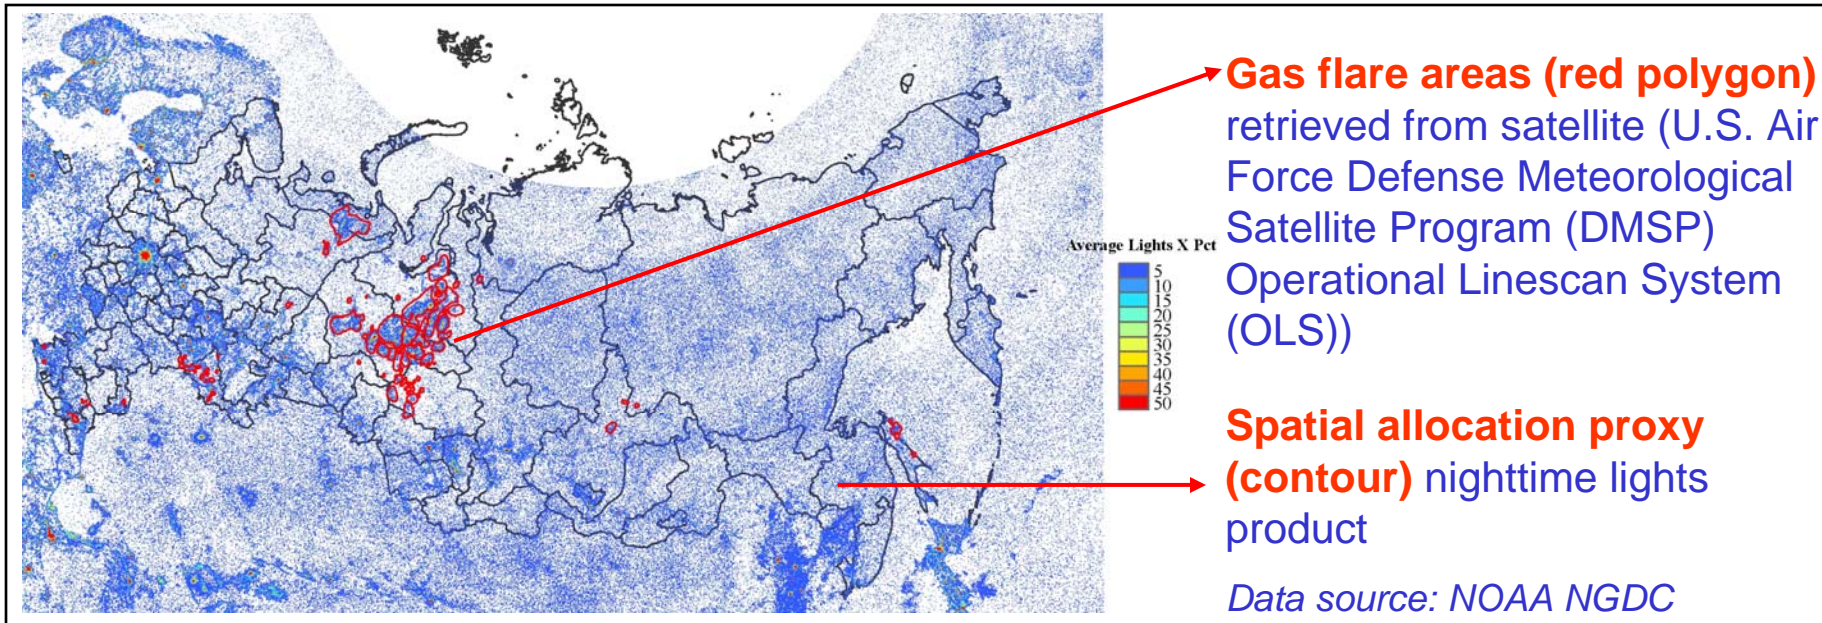 Gas flare areas (red polygon)
retrieved from satellite (U.S. Air
Force Defense Meteorological
Satellite Program (DMSP)
Operational Linescan System
(OLS))
Average Lights X Pct
5
10
15
20
25
30
35
40
45
50
Spatial allocation proxy
(contour) nighttime lights
product
Data source: NOAA NGDC